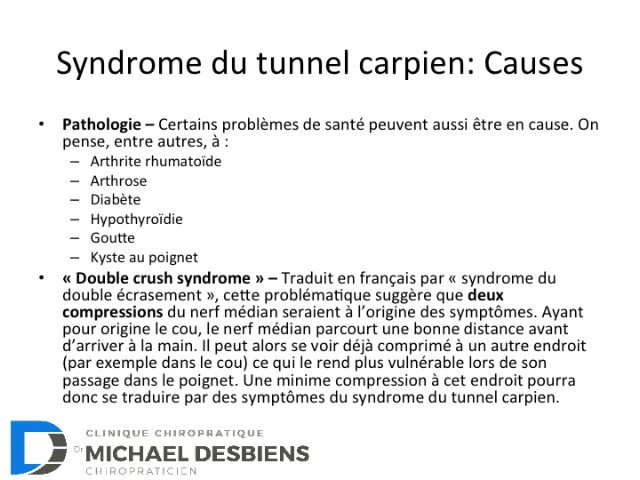 Syndrome du tunnel carpien: Causes
• Pathologie – Certains problèmes de santé peuvent aussi être en cause. On
pense, entre autres, à :
– Arthrite rhumatoïde
– Arthrose
– Diabète
– Hypothyroïdie
– Goutte
– Kyste au poignet
• « Double crush syndrome » – Traduit en français par « syndrome du
double écrasement », cette problématique suggère que deux
compressions du nerf médian seraient à l'origine des symptômes. Ayant
pour origine le cou, le nerf médian parcourt une bonne distance avant
d'arriver à la main. Il peut alors se voir déjà comprimé à un autre endroit
(par exemple dans le cou) ce qui le rend plus vulnérable lors de son
passage dans le poignet. Une minime compression à cet endroit pourra
donc se traduire par des symptômes du syndrome du tunnel carpien.
CLINIQUE CHIROPRATIQUE
Dr MICHAEL DESBIENS
CHIROPRATICIEN